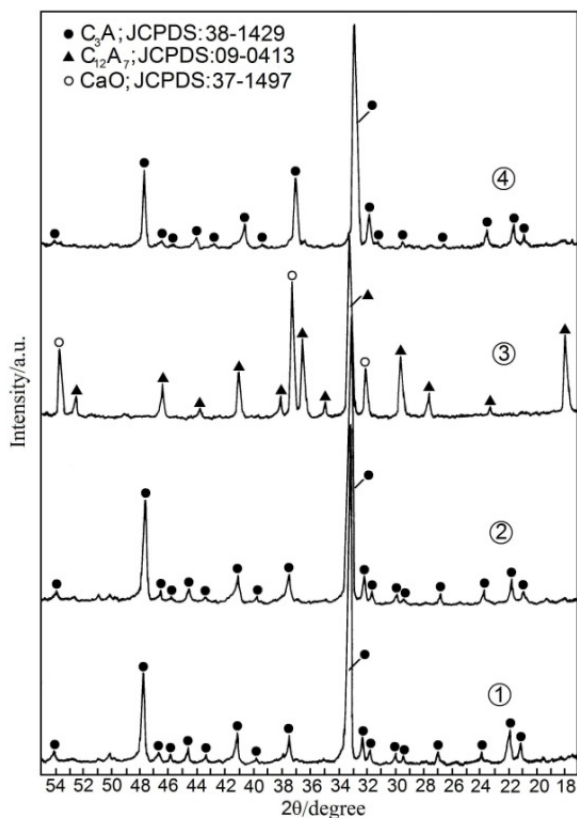 ● C₃A; JCPDS:38-1429
▲ C₁₂A₇; JCPDS:09-0413
○ CaO; JCPDS:37-1497
④
③
②
①
Intensity/a.u.
54 52 50 48 46 44 42 40 38 36 34 32 30 28 26 24 22 20 18
2θ/degree